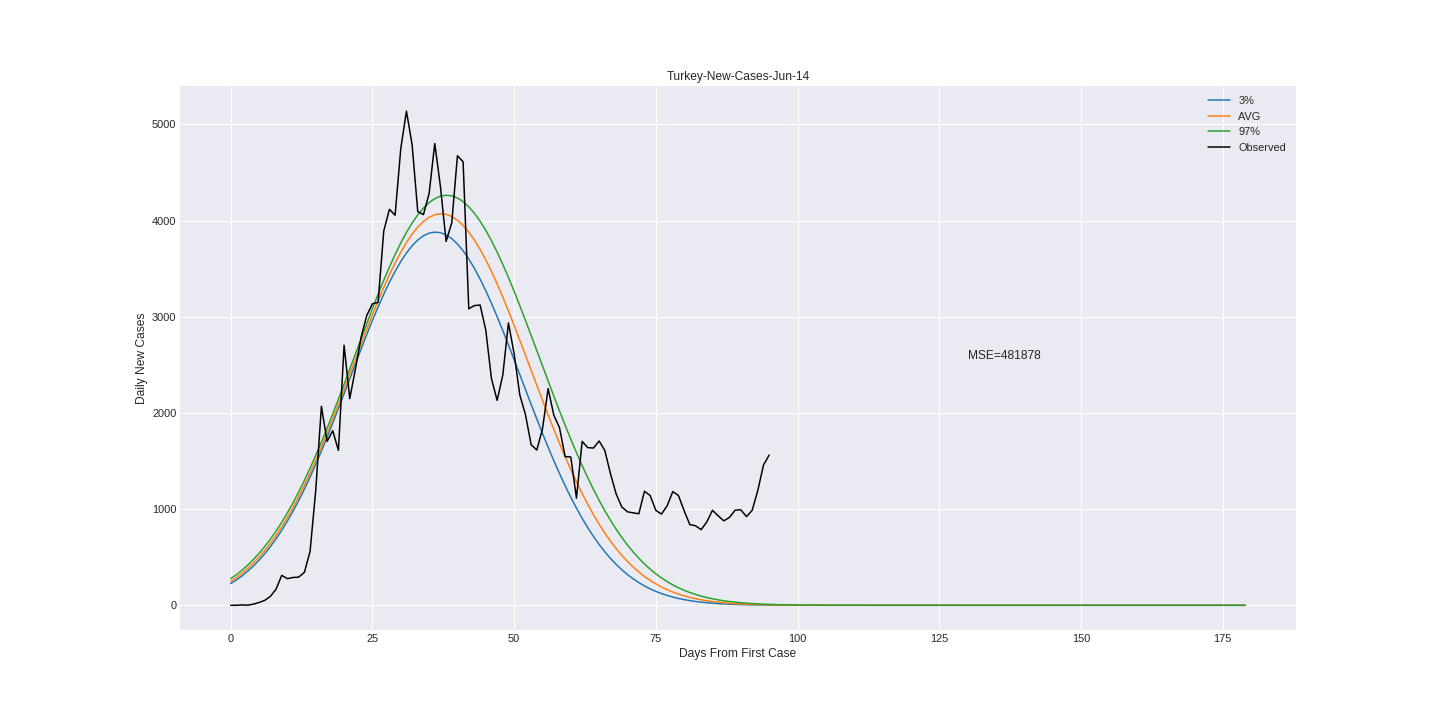 Turkey-New-Cases-Jun-14
3%
AVG
97%
Observed
5000
4000
3000
2000
1000
0
Daily New Cases
MSE=481878
0 25 50 75 100 125 150 175
Days From First Case